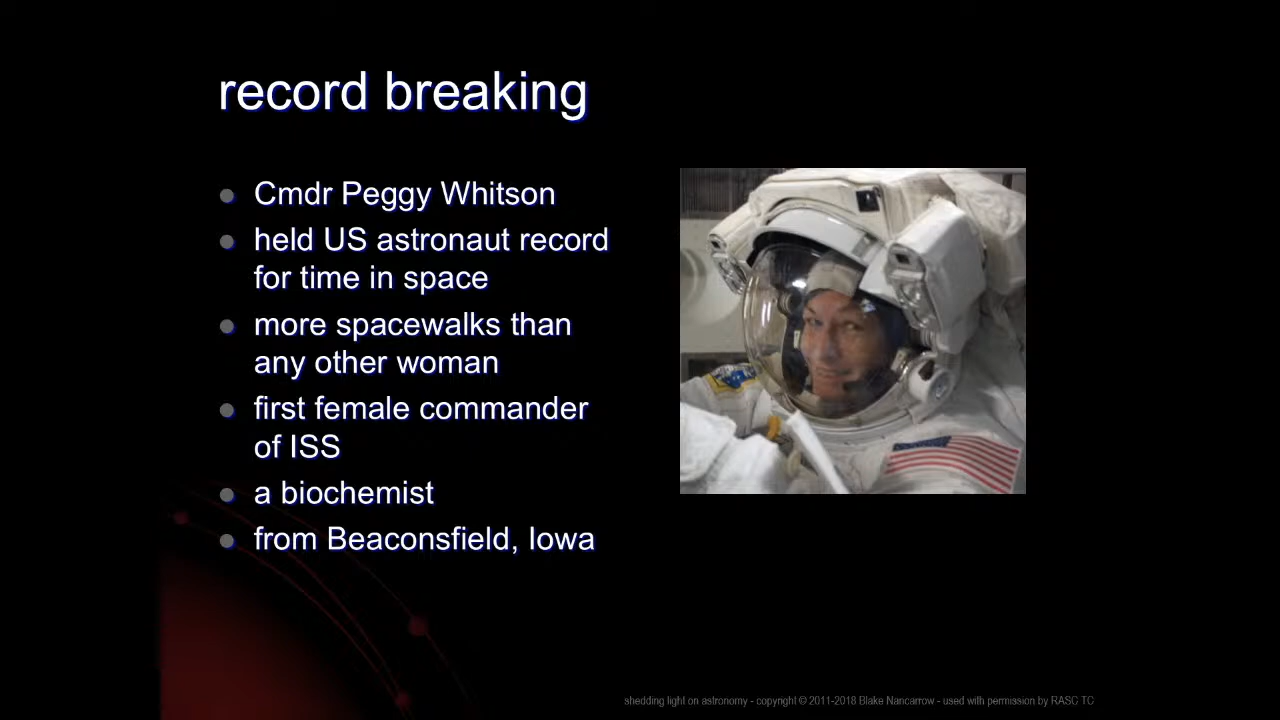 record breaking
Cmdr Peggy Whitson
held US astronaut record
for time in space
more spacewalks than
any other woman
first female commander
of ISS
a biochemist
from Beaconsfield, Iowa
shedding light on astronomy - copyright © 2011-2018 Blake Nancarrow - used with permission by RASC TC